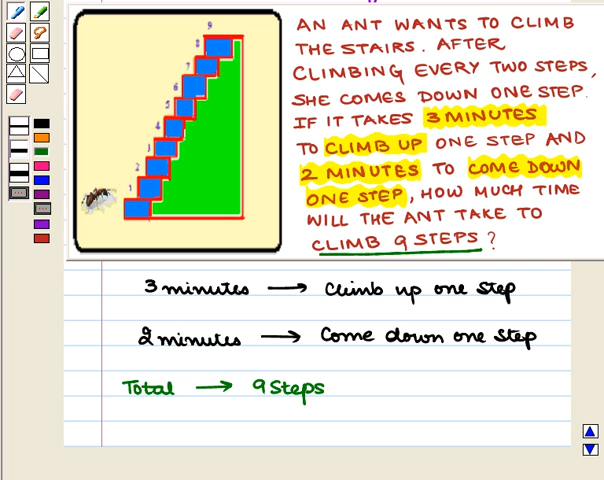 AN ANT WANTS TO CLIMB
THE STAIRS. AFTER
CLIMBING EVERY TWO STEPS,
SHE COMES DOWN ONE STEP.
IF IT TAKES 3 MINUTES
TO CLIMB UP ONE STEP AND
2 MINUTES TO COME DOWN
ONE STEP, HOW MUCH TIME
WILL THE ANT TAKE TO
CLIMB 9 STEPS?
9
8
7
6
5
4
3
2
1
3 minutes → Climb up one step
2 minutes → Come down one step
Total → 9 Steps